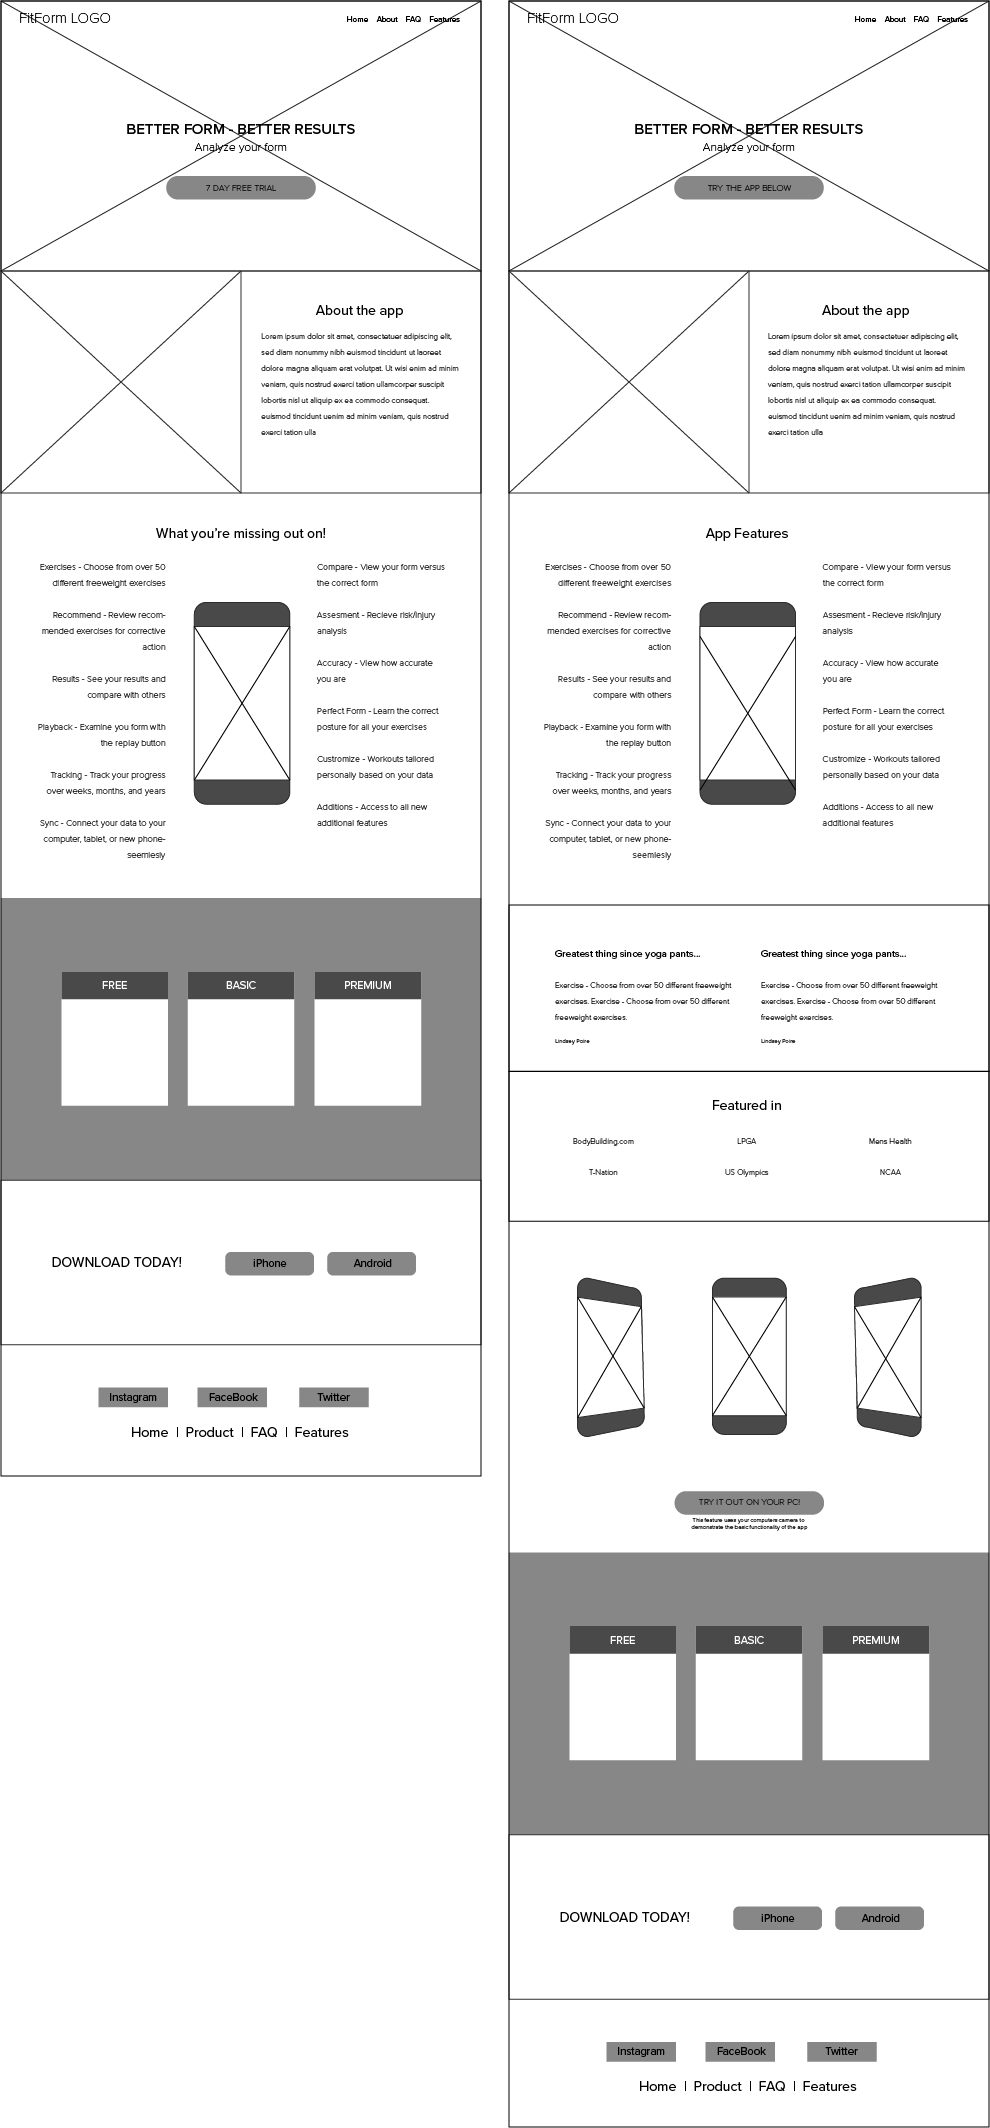 FitForm LOGO
Home About FAQ Features
BETTER FORM - BETTER RESULTS
Analyze your form
7 DAY FREE TRIAL
About the app
Lorem ipsum dolor sit amet, consectetuer adipiscing elit,
sed diam nonummy nibh euismod tincidunt ut laoreet
dolore magna aliquam erat volutpat. Ut wisi enim ad minim
veniam, quis nostrud exerci tation ullamcorper suscipit
lobortis nisl ut aliquip ex ea commodo consequat.
euismod tincidunt uenim ad minim veniam, quis nostrud
exerci tation ulla
What you're missing out on!
Exercises - Choose from over 50
different freeweight exercises
Recommend - Review recom-
mended exercises for corrective
action
Results - See your results and
compare with others
Playback - Examine you form with
the replay button
Tracking - Track your progress
over weeks, months, and years
Sync - Connect your data to your
computer, tablet, or new phone-
seemlesly
Compare - View your form versus
the correct form
Assesment - Recieve risk/injury
analysis
Accuracy - View how accurate
you are
Perfect Form - Learn the correct
posture for all your exercises
Custromize - Workouts tailored
personally based on your data
Additions - Access to all new
additional features
FREE
BASIC
PREMIUM
DOWNLOAD TODAY!
iPhone
Android
Instagram
FaceBook
Twitter
Home | Product | FAQ | Features
FitForm LOGO
Home About FAQ Features
BETTER FORM - BETTER RESULTS
Analyze your form
TRY THE APP BELOW
About the app
Lorem ipsum dolor sit amet, consectetuer adipiscing elit,
sed diam nonummy nibh euismod tincidunt ut laoreet
dolore magna aliquam erat volutpat. Ut wisi enim ad minim
veniam, quis nostrud exerci tation ullamcorper suscipit
lobortis nisl ut aliquip ex ea commodo consequat.
euismod tincidunt uenim ad minim veniam, quis nostrud
exerci tation ulla
App Features
Exercises - Choose from over 50
different freeweight exercises
Recommend - Review recom-
mended exercises for corrective
action
Results - See your results and
compare with others
Playback - Examine you form with
the replay button
Tracking - Track your progress
over weeks, months, and years
Sync - Connect your data to your
computer, tablet, or new phone-
seemlesly
Compare - View your form versus
the correct form
Assesment - Recieve risk/injury
analysis
Accuracy - View how accurate
you are
Perfect Form - Learn the correct
posture for all your exercises
Custromize - Workouts tailored
personally based on your data
Additions - Access to all new
additional features
Greatest thing since yoga pants...
Exercise - Choose from over 50 different freeweight
exercises. Exercise - Choose from over 50 different
freeweight exercises.
Lindsey Poire
Greatest thing since yoga pants...
Exercise - Choose from over 50 different freeweight
exercises. Exercise - Choose from over 50 different
freeweight exercises.
Lindsey Poire
Featured in
BodyBuilding.com
LPGA
Mens Health
T-Nation
US Olympics
NCAA
TRY IT OUT ON YOUR PC!
This feature uses your computers camera to
demonstrate the basic functionality of the app
FREE
BASIC
PREMIUM
DOWNLOAD TODAY!
iPhone
Android
Instagram
FaceBook
Twitter
Home | Product | FAQ | Features